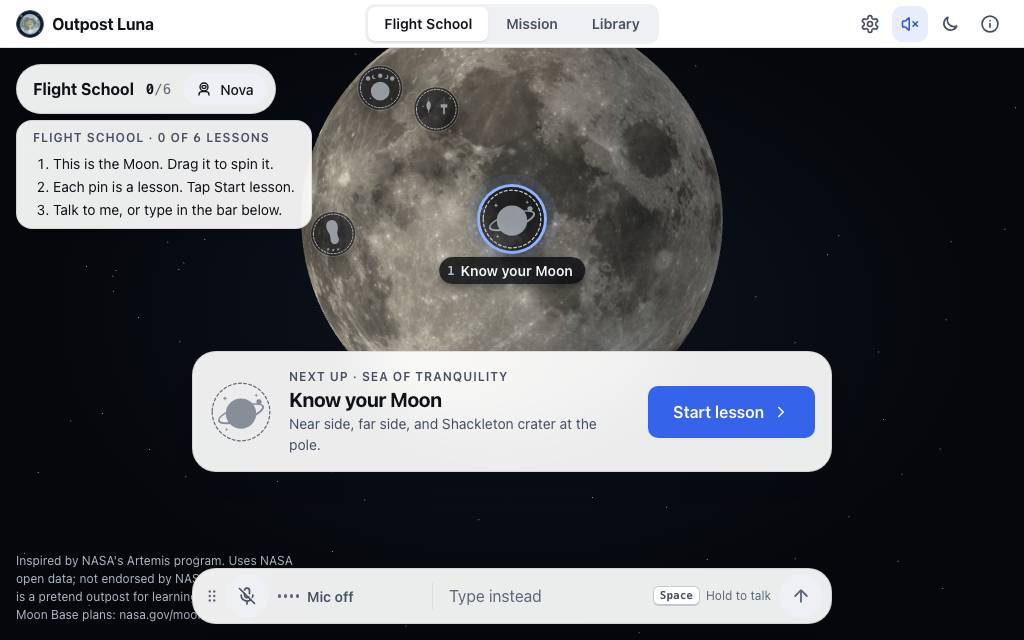 Outpost Luna
Flight School
Mission
Library
Flight School 0/6 Nova
FLIGHT SCHOOL · 0 OF 6 LESSONS
1. This is the Moon. Drag it to spin it.
2. Each pin is a lesson. Tap Start lesson.
3. Talk to me, or type in the bar below.
1 Know your Moon
NEXT UP · SEA OF TRANQUILITY
Know your Moon
Near side, far side, and Shackleton crater at the
pole.
Start lesson
Inspired by NASA's Artemis program. Uses NASA
open data; not endorsed by
is a pretend outpost for
Moon Base plans:
Mic off
Type instead
Space Hold to talk